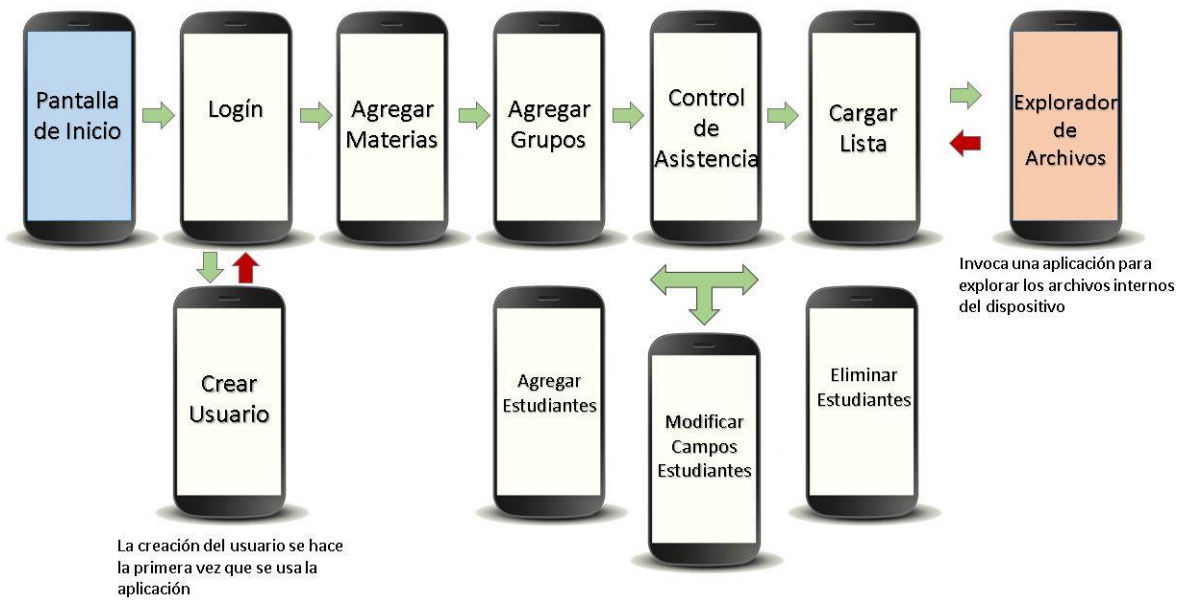 Pantalla
de Inicio
Logín
Agregar
Materias
Agregar
Grupos
Control
de
Asistencia
Cargar
Lista
Explorador
de
Archivos
Invoca una aplicación para
explorar los archivos internos
del dispositivo
Crear
Usuario
Agregar
Estudiantes
Modificar
Campos
Estudiantes
Eliminar
Estudiantes
La creación del usuario se hace
la primera vez que se usa la
aplicación